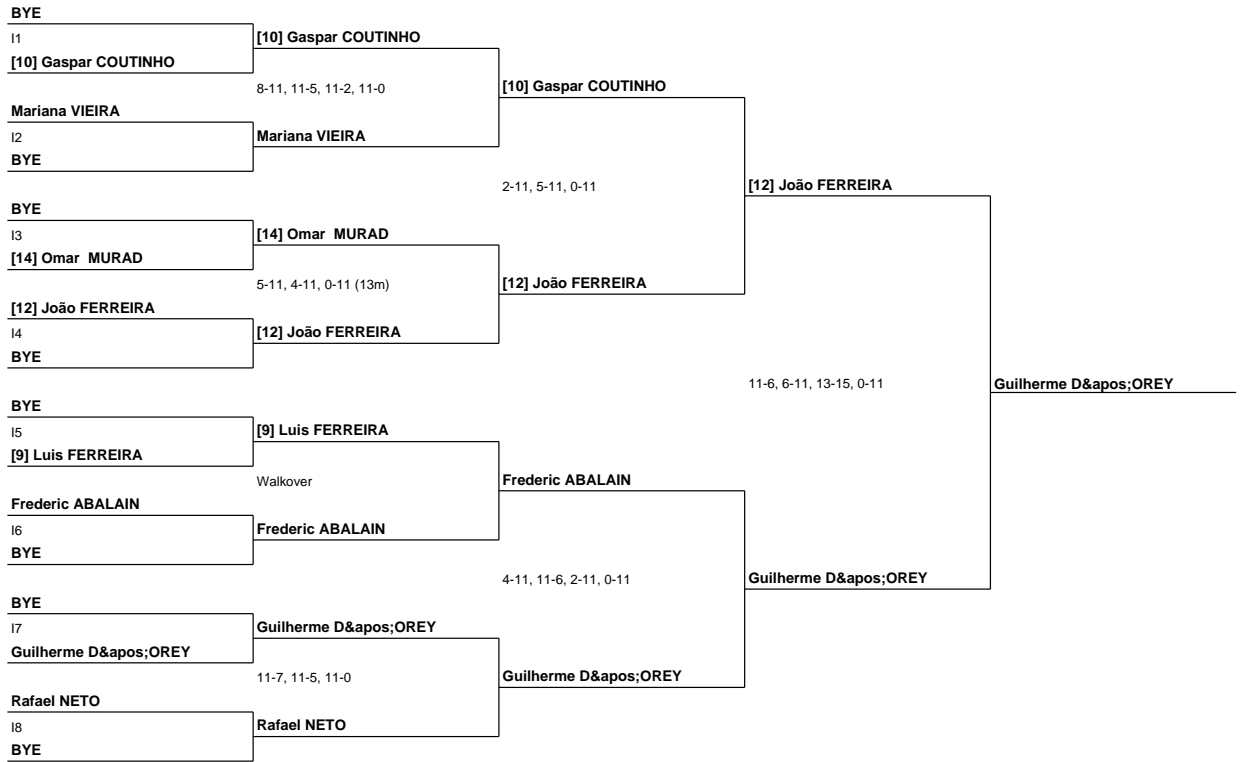 BYE
I1
[10] Gaspar COUTINHO
[10] Gaspar COUTINHO
8-11, 11-5, 11-2, 11-0
[10] Gaspar COUTINHO
Mariana VIEIRA
I2
Mariana VIEIRA
BYE
2-11, 5-11, 0-11
[12] João FERREIRA
BYE
I3
[14] Omar  MURAD
[14] Omar  MURAD
5-11, 4-11, 0-11 (13m)
[12] João FERREIRA
[12] João FERREIRA
I4
[12] João FERREIRA
BYE
11-6, 6-11, 13-15, 0-11
Guilherme D&apos;OREY
BYE
I5
[9] Luis FERREIRA
[9] Luis FERREIRA
Walkover
Frederic ABALAIN
Frederic ABALAIN
I6
Frederic ABALAIN
BYE
4-11, 11-6, 2-11, 0-11
Guilherme D&apos;OREY
BYE
I7
Guilherme D&apos;OREY
Guilherme D&apos;OREY
11-7, 11-5, 11-0
Guilherme D&apos;OREY
Rafael NETO
I8
Rafael NETO
BYE